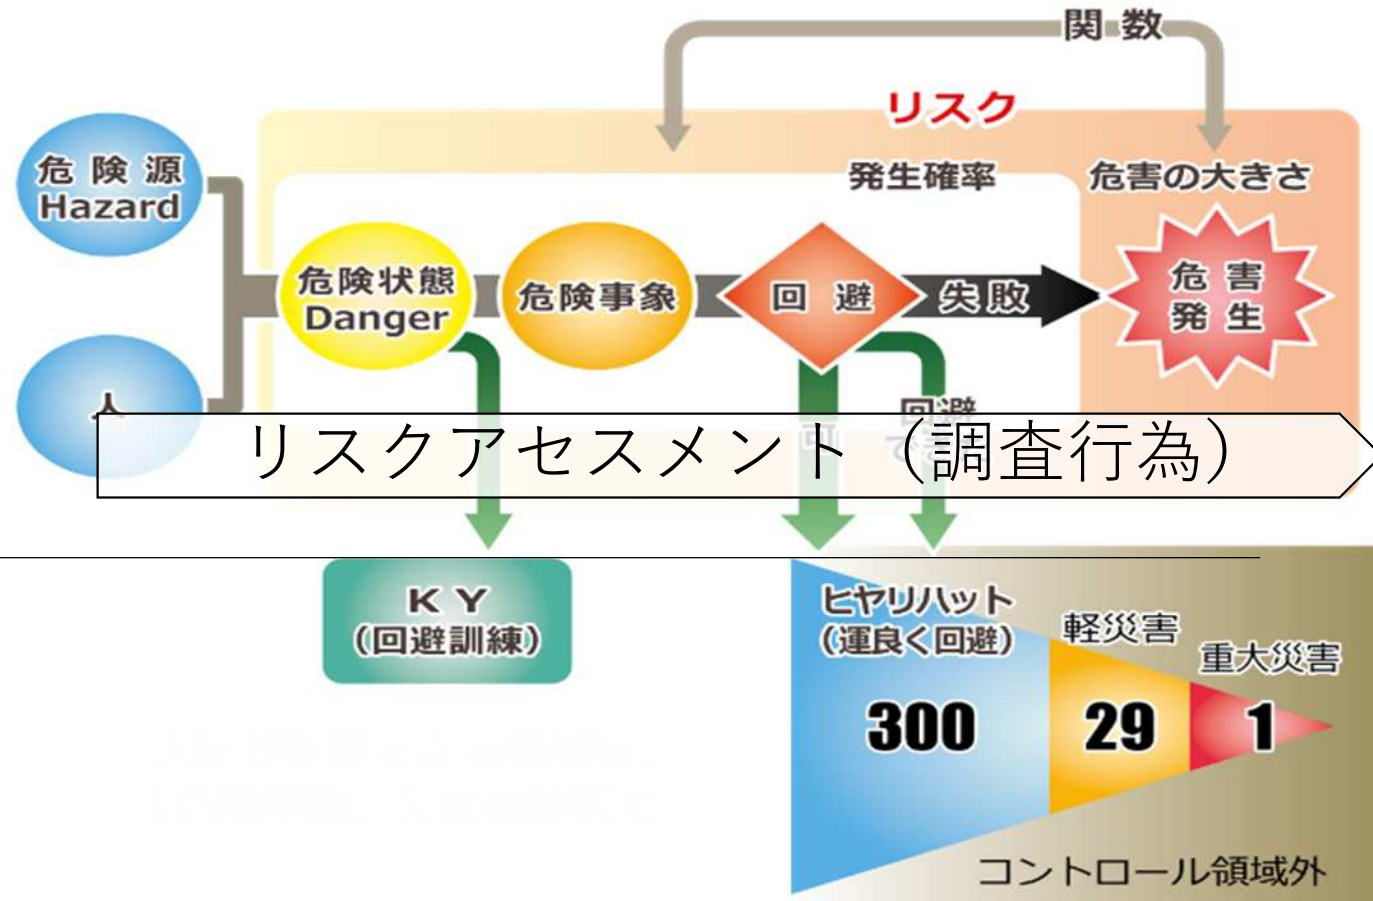 関数
リスク
危険源
Hazard
発生確率
危害の大きさ
危険状態
Danger
危険事象
回避
失敗
危害
発生
人
回避
リスクアセスメント（調査行為）
KY
（回避訓練）
ヒヤリハット
（運良く回避）
軽災害
重大災害
300
29
1
コントロール領域外